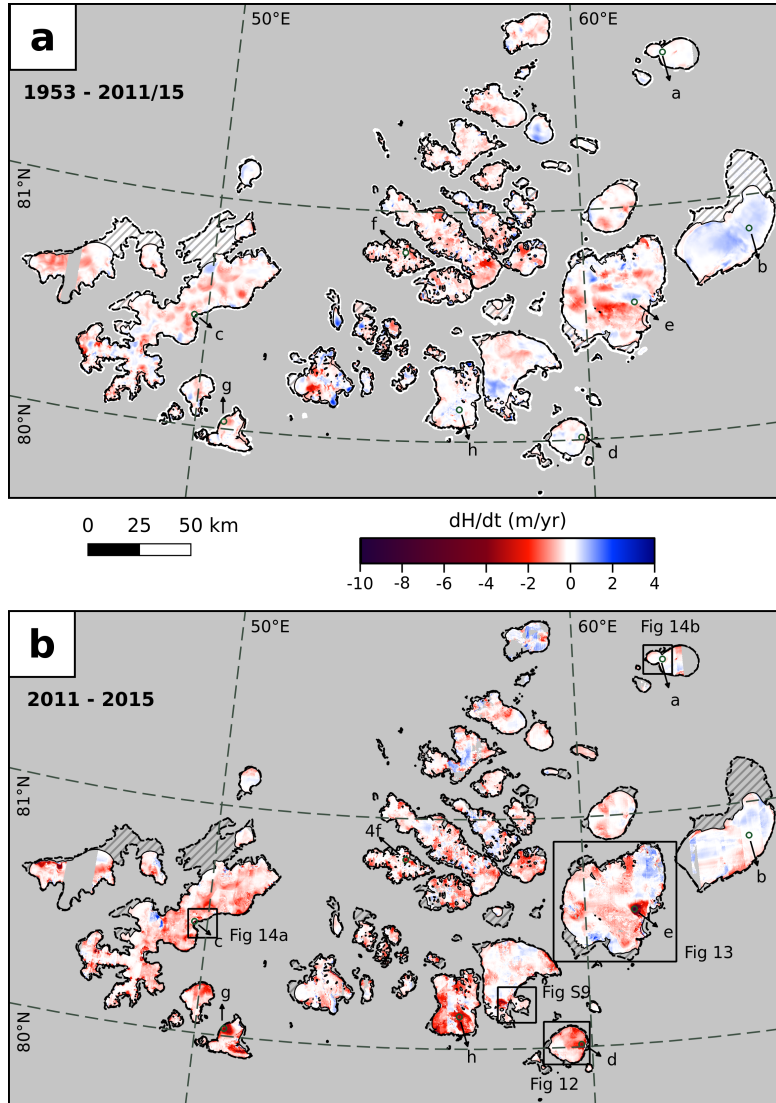 a
50°E
60°E
1953 - 2011/15
a
81°N
f
b
e
c
g
80°N
h
d
0 25 50 km
dH/dt (m/yr)
-10 -8 -6 -4 -2 0 2 4
b
50°E
60°E
Fig 14b
2011 - 2015
a
81°N
4f
b
Fig 14a
c
e
Fig 13
g
Fig S9
80°N
h
d
Fig 12